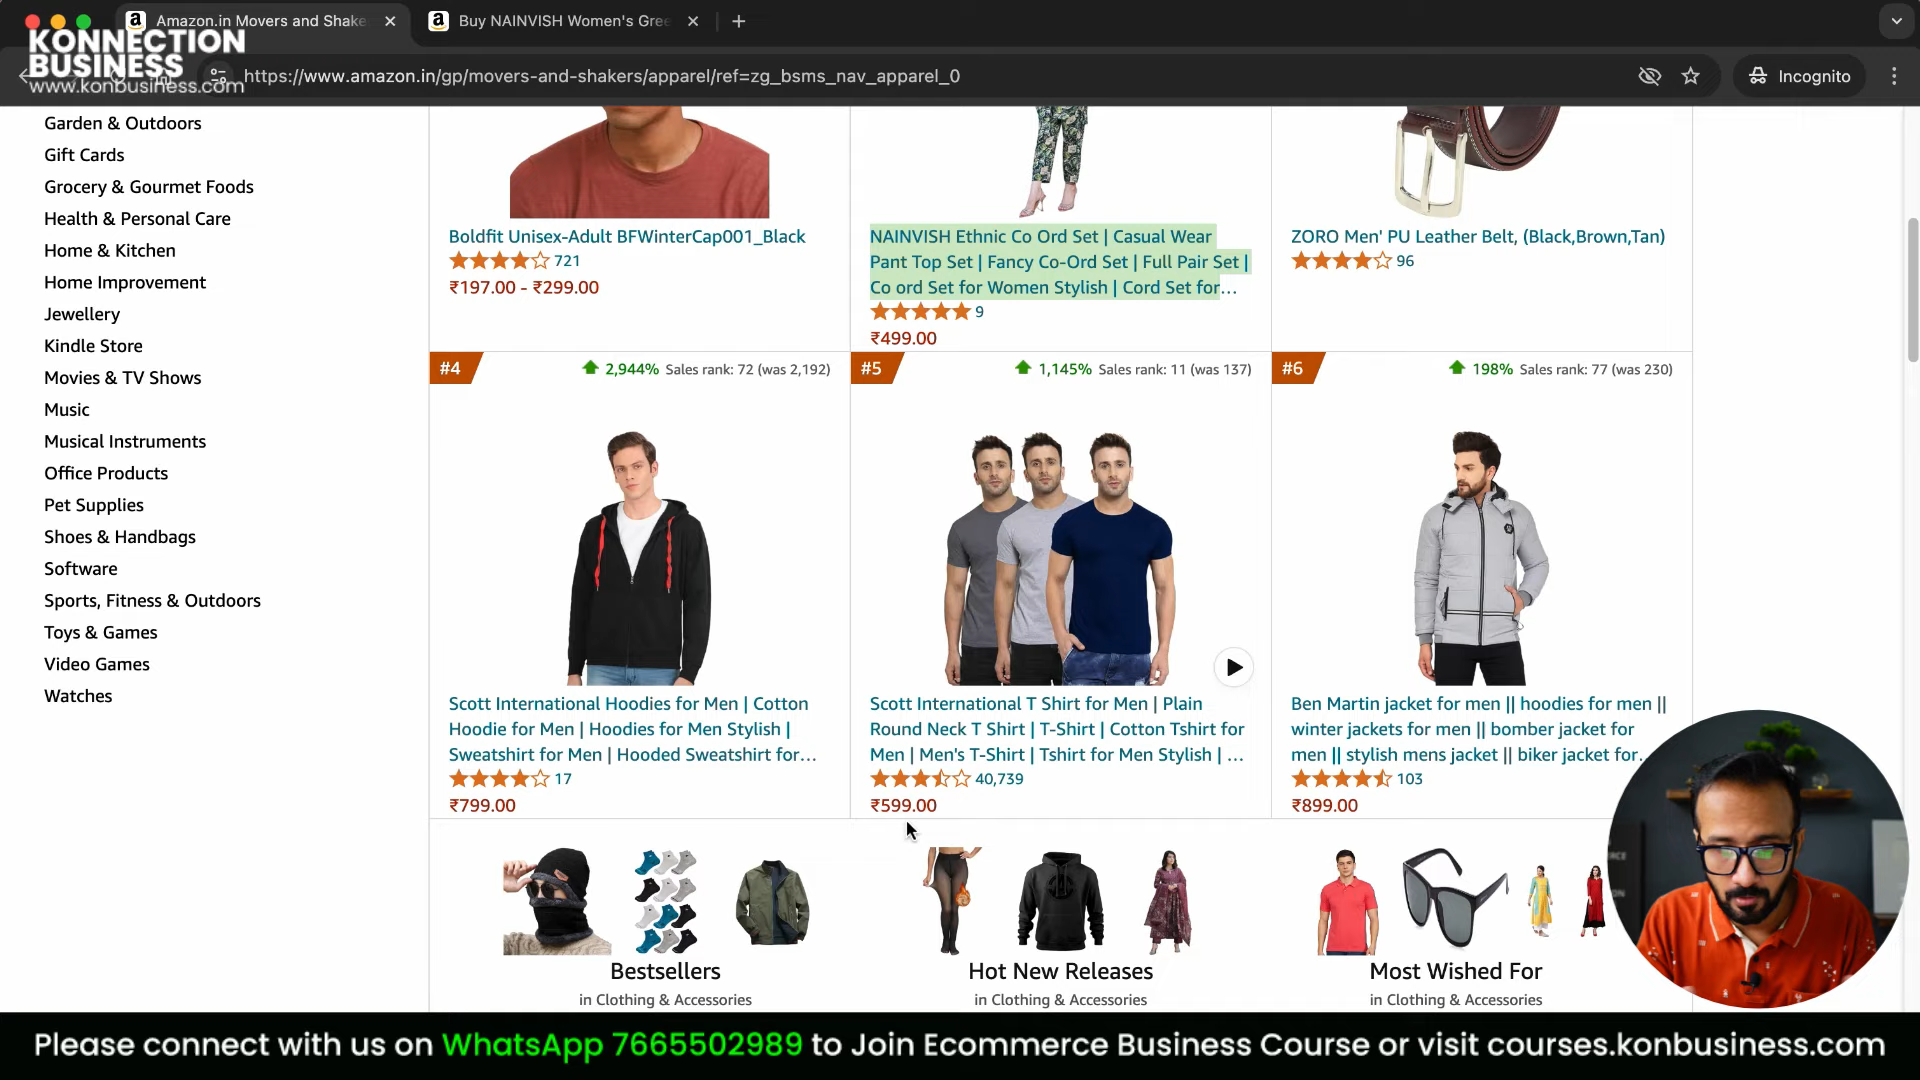 Amazon.in Movers and Shake
Buy NAINVISH Women's Gree
KONNECTION
BUSINESS
www.konbusiness.com
https://www.amazon.in/gp/movers-and-shakers/apparel/ref=zg_bsms_nav_apparel_0
Incognito
Garden & Outdoors
Gift Cards
Grocery & Gourmet Foods
Health & Personal Care
Home & Kitchen
Home Improvement
Jewellery
Kindle Store
Movies & TV Shows
Music
Musical Instruments
Office Products
Pet Supplies
Shoes & Handbags
Software
Sports, Fitness & Outdoors
Toys & Games
Video Games
Watches
Boldfit Unisex-Adult BFWinterCap001_Black
721
₹197.00 - ₹299.00
NAINVISH Ethnic Co Ord Set | Casual Wear
Pant Top Set | Fancy Co-Ord Set | Full Pair Set |
Co ord Set for Women Stylish | Cord Set for…
9
₹499.00
ZORO Men' PU Leather Belt, (Black,Brown,Tan)
96
#4
2,944% Sales rank: 72 (was 2,192)
Scott International Hoodies for Men | Cotton
Hoodie for Men | Hoodies for Men Stylish |
Sweatshirt for Men | Hooded Sweatshirt for…
17
₹799.00
#5
1,145% Sales rank: 11 (was 137)
Scott International T Shirt for Men | Plain
Round Neck T Shirt | T-Shirt | Cotton Tshirt for
Men | Men's T-Shirt | Tshirt for Men Stylish | …
40,739
₹599.00
#6
198% Sales rank: 77 (was 230)
Ben Martin jacket for men || hoodies for men ||
winter jackets for men || bomber jacket for
men || stylish mens jacket || biker jacket for…
103
₹899.00
Bestsellers
in Clothing & Accessories
Hot New Releases
in Clothing & Accessories
Most Wished For
in Clothing & Accessories
Please connect with us on WhatsApp 7665502989 to Join Ecommerce Business Course or visit courses.konbusiness.com